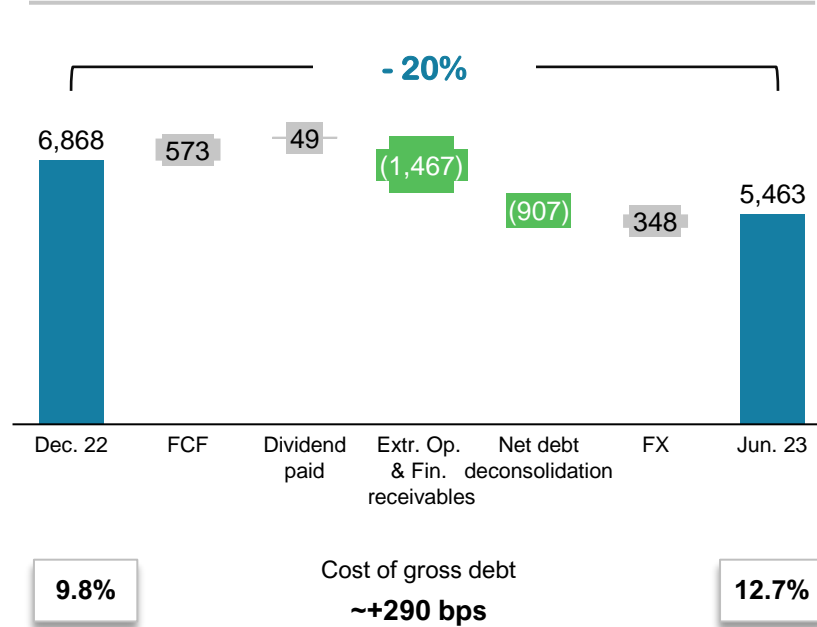 - 20%
6,868
573
49
(1,467)
(907)
348
5,463
Dec. 22
FCF
Dividend
paid
Extr. Op.
& Fin.
receivables
Net debt
deconsolidation
FX
Jun. 23
9.8%
Cost of gross debt
~+290 bps
12.7%